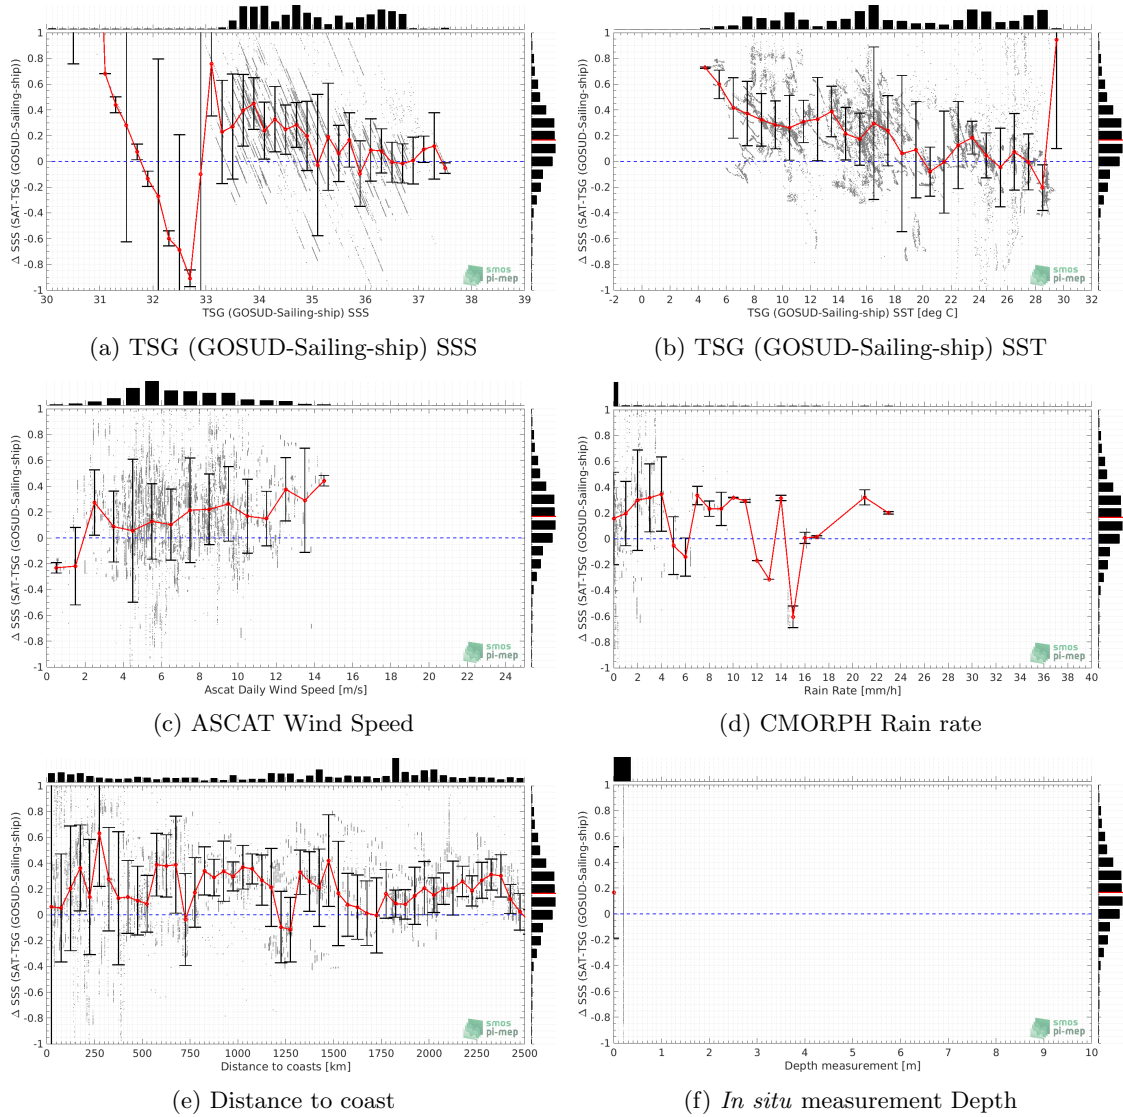 1
0.8
0.6
0.4
0.2
0
-0.2
-0.4
-0.6
-0.8
-1
Δ SSS (SAT-TSG (GOSUD-Sailing-ship))
30 31 32 33 34 35 36 37 38 39
TSG (GOSUD-Sailing-ship) SSS
smos
pi-mep
(a) TSG (GOSUD-Sailing-ship) SSS
1
0.8
0.6
0.4
0.2
0
-0.2
-0.4
-0.6
-0.8
-1
Δ SSS (SAT-TSG (GOSUD-Sailing-ship))
-2 0 2 4 6 8 10 12 14 16 18 20 22 24 26 28 30 32
TSG (GOSUD-Sailing-ship) SST [deg C]
smos
pi-mep
(b) TSG (GOSUD-Sailing-ship) SST
1
0.8
0.6
0.4
0.2
0
-0.2
-0.4
-0.6
-0.8
-1
Δ SSS (SAT-TSG (GOSUD-Sailing-ship))
0 2 4 6 8 10 12 14 16 18 20 22 24
Ascat Daily Wind Speed [m/s]
smos
pi-mep
(c) ASCAT Wind Speed
1
0.8
0.6
0.4
0.2
0
-0.2
-0.4
-0.6
-0.8
-1
Δ SSS (SAT-TSG (GOSUD-Sailing-ship))
0 2 4 6 8 10 12 14 16 18 20 22 24 26 28 30 32 34 36 38 40
Rain Rate [mm/h]
smos
pi-mep
(d) CMORPH Rain rate
1
0.8
0.6
0.4
0.2
0
-0.2
-0.4
-0.6
-0.8
-1
Δ SSS (SAT-TSG (GOSUD-Sailing-ship))
0 250 500 750 1000 1250 1500 1750 2000 2250 2500
Distance to coasts [km]
smos
pi-mep
(e) Distance to coast
1
0.8
0.6
0.4
0.2
0
-0.2
-0.4
-0.6
-0.8
-1
Δ SSS (SAT-TSG (GOSUD-Sailing-ship))
0 1 2 3 4 5 6 7 8 9 10
Depth measurement [m]
smos
pi-mep
(f) In situ measurement Depth